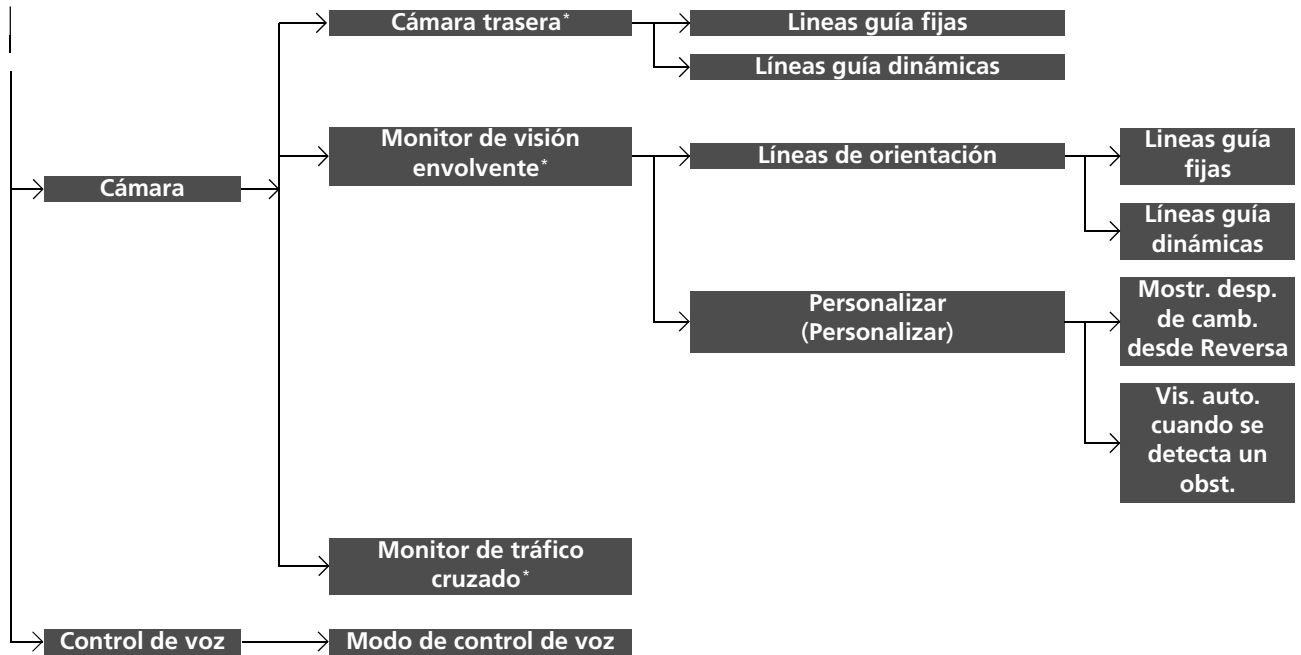 Cámara trasera*
Lineas guía fijas
Líneas guía dinámicas
Monitor de visión
envolvente*
Líneas de orientación
Lineas guía
fijas
Líneas guía
dinámicas
Cámara
Personalizar
(Personalizar)
Mostr. desp.
de camb.
desde Reversa
Vis. auto.
cuando se
detecta un
obst.
Monitor de tráfico
cruzado*
Control de voz
Modo de control de voz